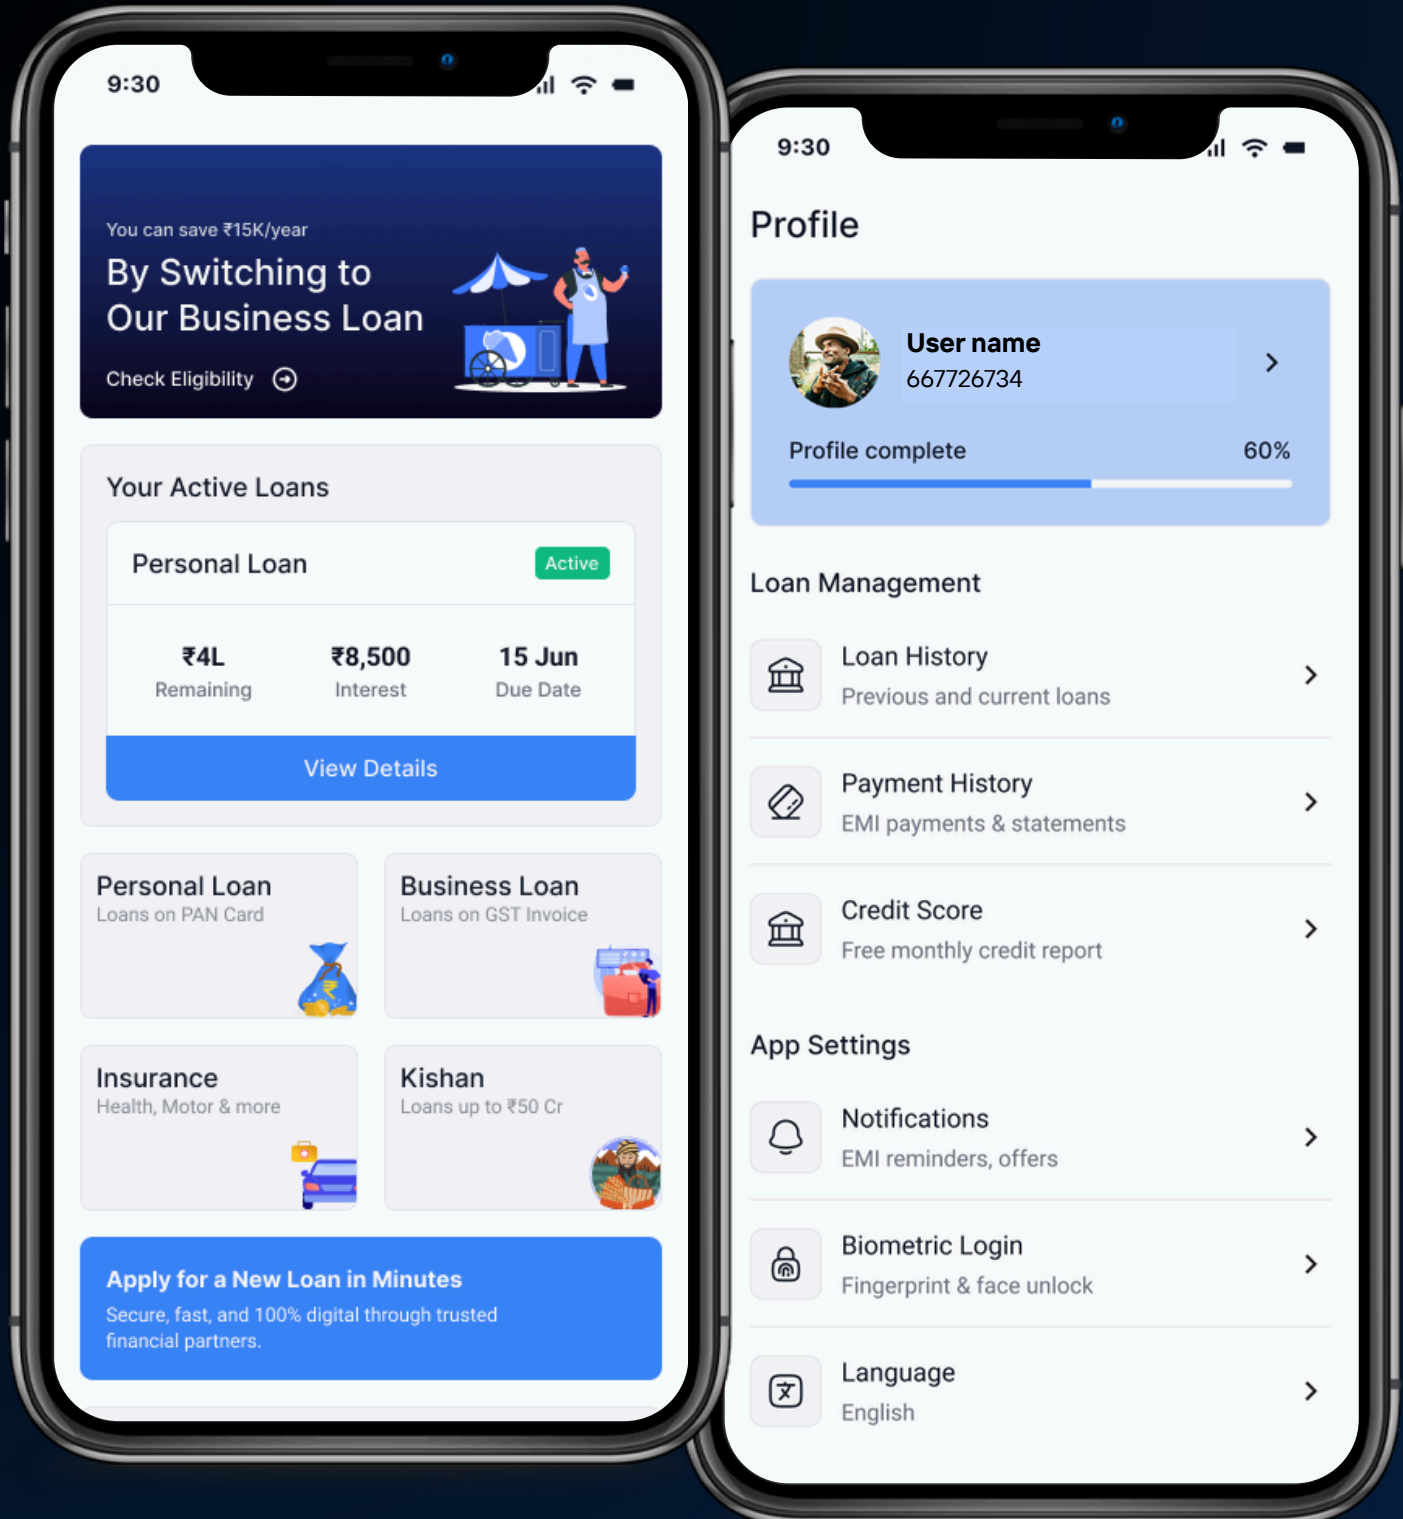 9:30
You can save ₹15K/year
By Switching to
Our Business Loan
Check Eligibility
Your Active Loans
Personal Loan
Active
₹4L
₹8,500
15 Jun
Remaining
Interest
Due Date
View Details
Personal Loan
Loans on PAN Card
Business Loan
Loans on GST Invoice
Insurance
Health, Motor & more
Kishan
Loans up to ₹50 Cr
Apply for a New Loan in Minutes
Secure, fast, and 100% digital through trusted
financial partners.
9:30
Profile
User name
667726734
Profile complete
60%
Loan Management
Loan History
Previous and current loans
Payment History
EMI payments & statements
Credit Score
Free monthly credit report
App Settings
Notifications
EMI reminders, offers
Biometric Login
Fingerprint & face unlock
Language
English